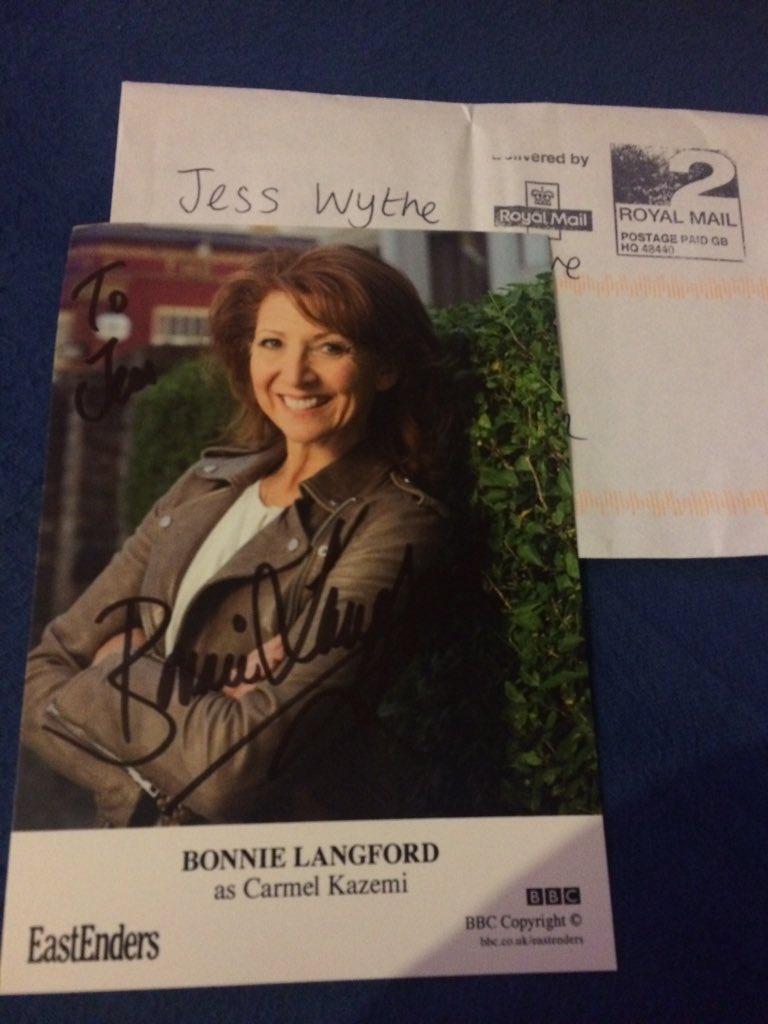 Jess Wythe
Delivered by
Royal Mail
2
ROYAL MAIL
POSTAGE PAID GB
HQ 48440
re
To
Jess
Bonnie Langford
BONNIE LANGFORD
as Carmel Kazemi
EastEnders
BBC
BBC Copyright ©
bbc.co.uk/eastenders